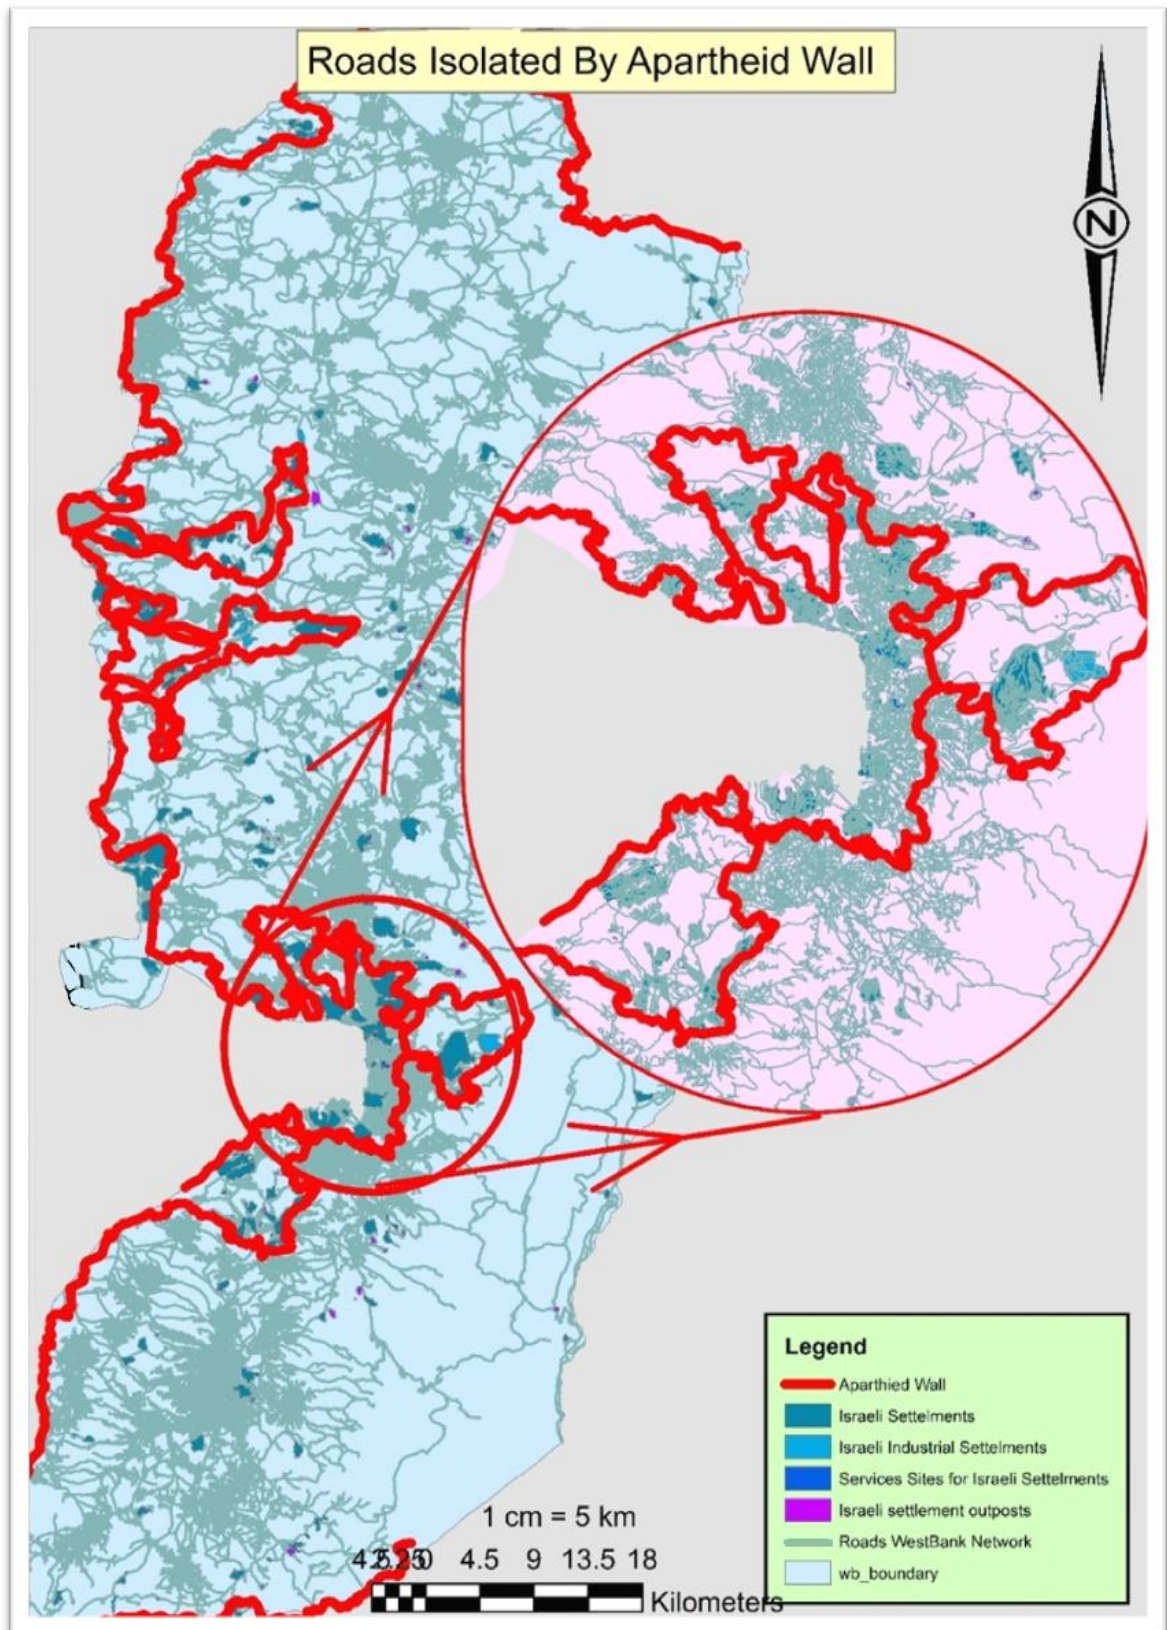 Roads Isolated By Apartheid Wall
N
Legend
Aparthied Wall
Israeli Settelments
Israeli Industrial Settelments
Services Sites for Israeli Settelments
Israeli settlement outposts
Roads WestBank Network
wb_boundary
1 cm = 5 km
4.5 9 13.5 18
Kilometers